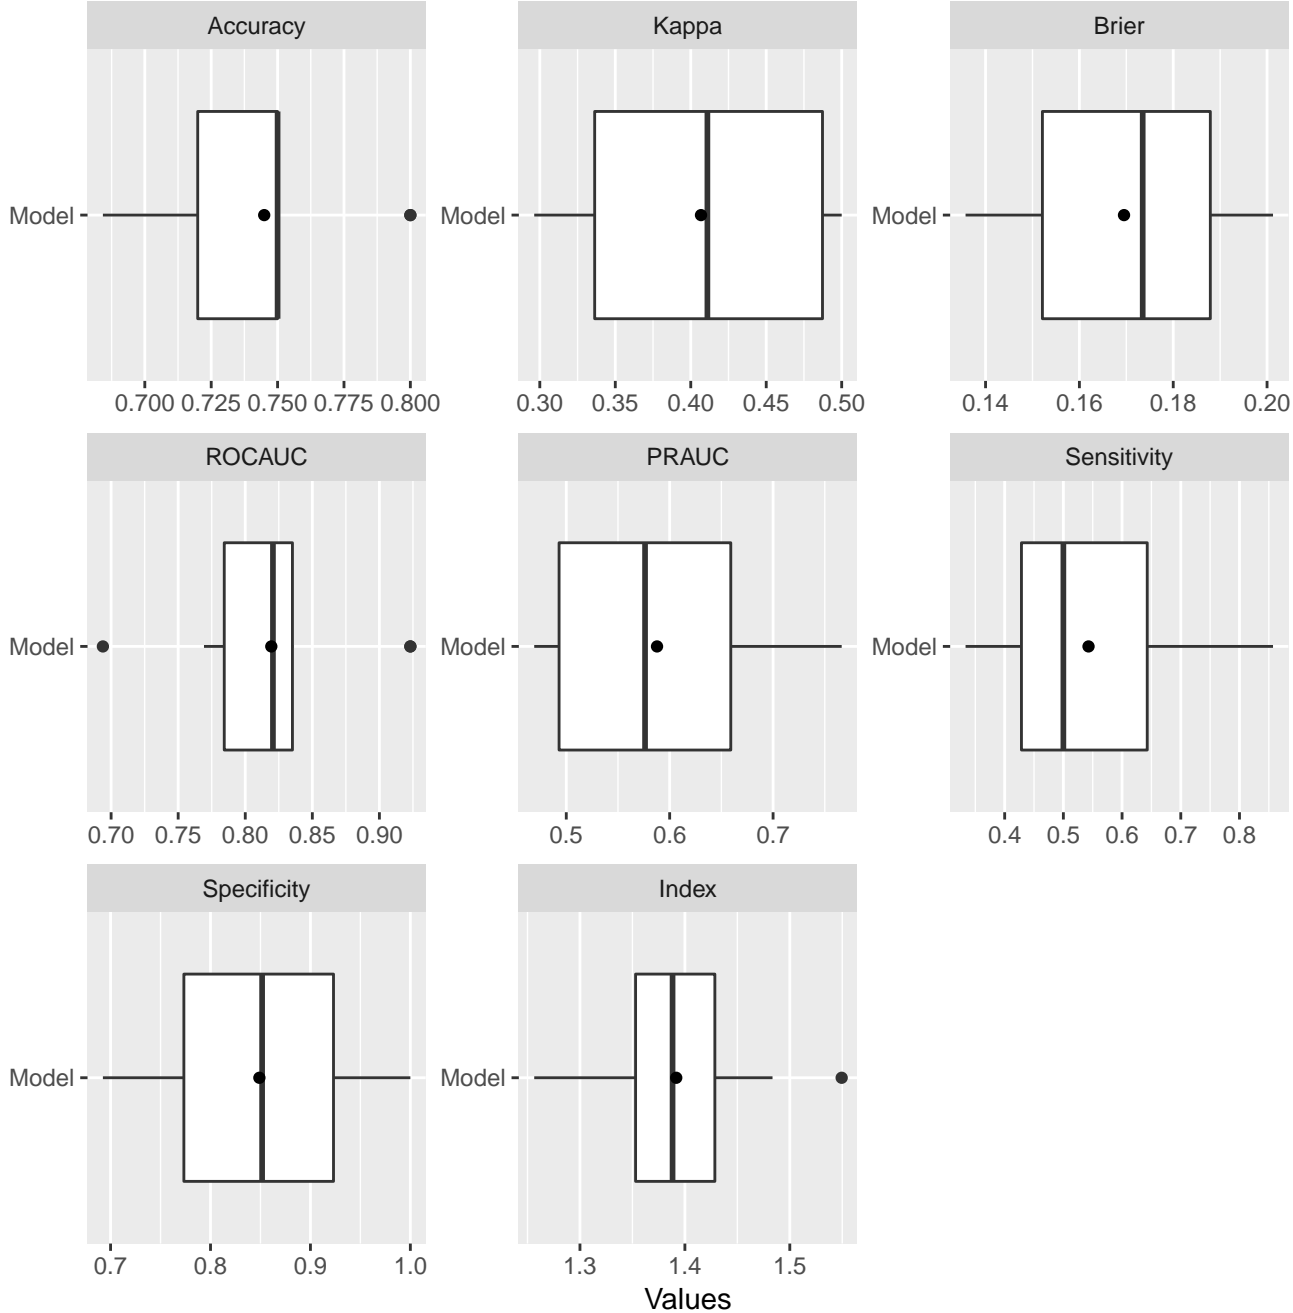 Accuracy Kappa Brier
Model Model Model
0.700 0.725 0.750 0.775 0.800 0.30 0.35 0.40 0.45 0.50 0.14 0.16 0.18 0.20
ROCAUC PRAUC Sensitivity
Model Model Model
0.70 0.75 0.80 0.85 0.90 0.5 0.6 0.7 0.4 0.5 0.6 0.7 0.8
Specificity Index
Model Model
0.7 0.8 0.9 1.0 1.3 1.4 1.5
Values